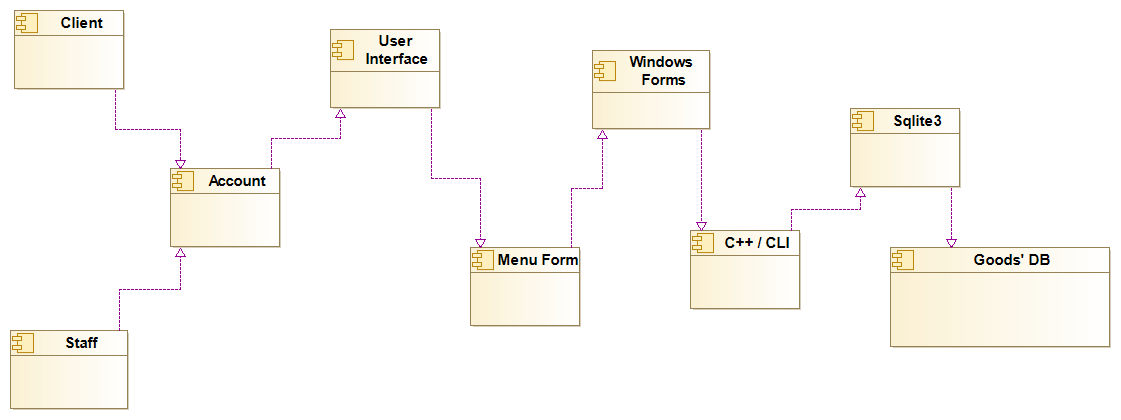 Client
User
Interface
Windows
Forms
Sqlite3
Account
C++ / CLI
Menu Form
Goods' DB
Staff